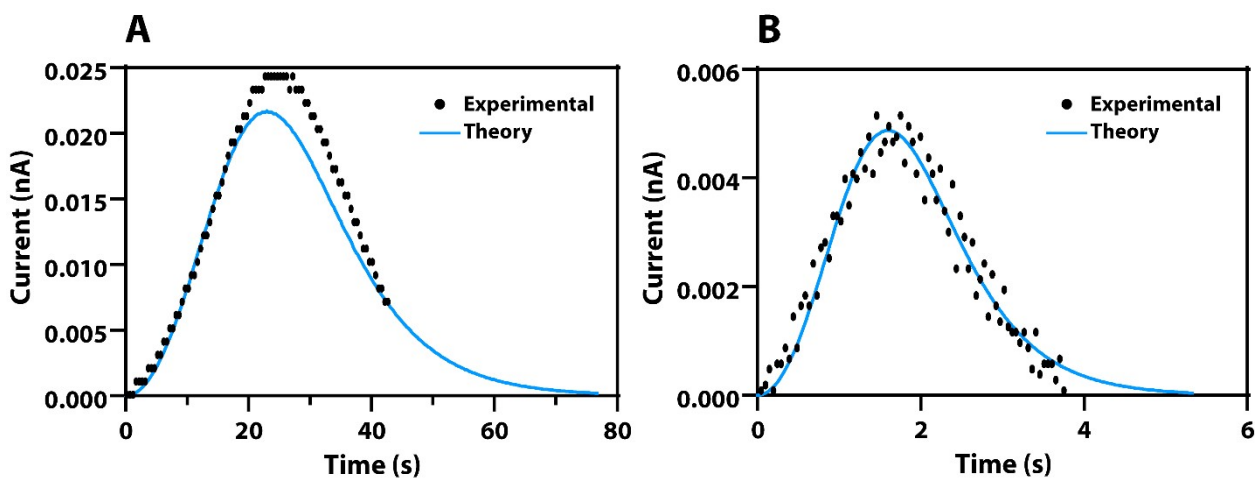 A
0.025
0.020
0.015
0.010
0.005
0.000
Current (nA)
Experimental
Theory
0
20
40
60
80
Time (s)
B
0.006
0.004
0.002
0.000
Current (nA)
Experimental
Theory
0
2
4
6
Time (s)